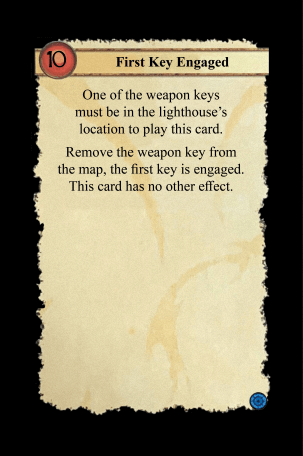 10
First Key Engaged
One of the weapon keys
must be in the lighthouse's
location to play this card.
Remove the weapon key from
the map, the first key is engaged.
This card has no other effect.